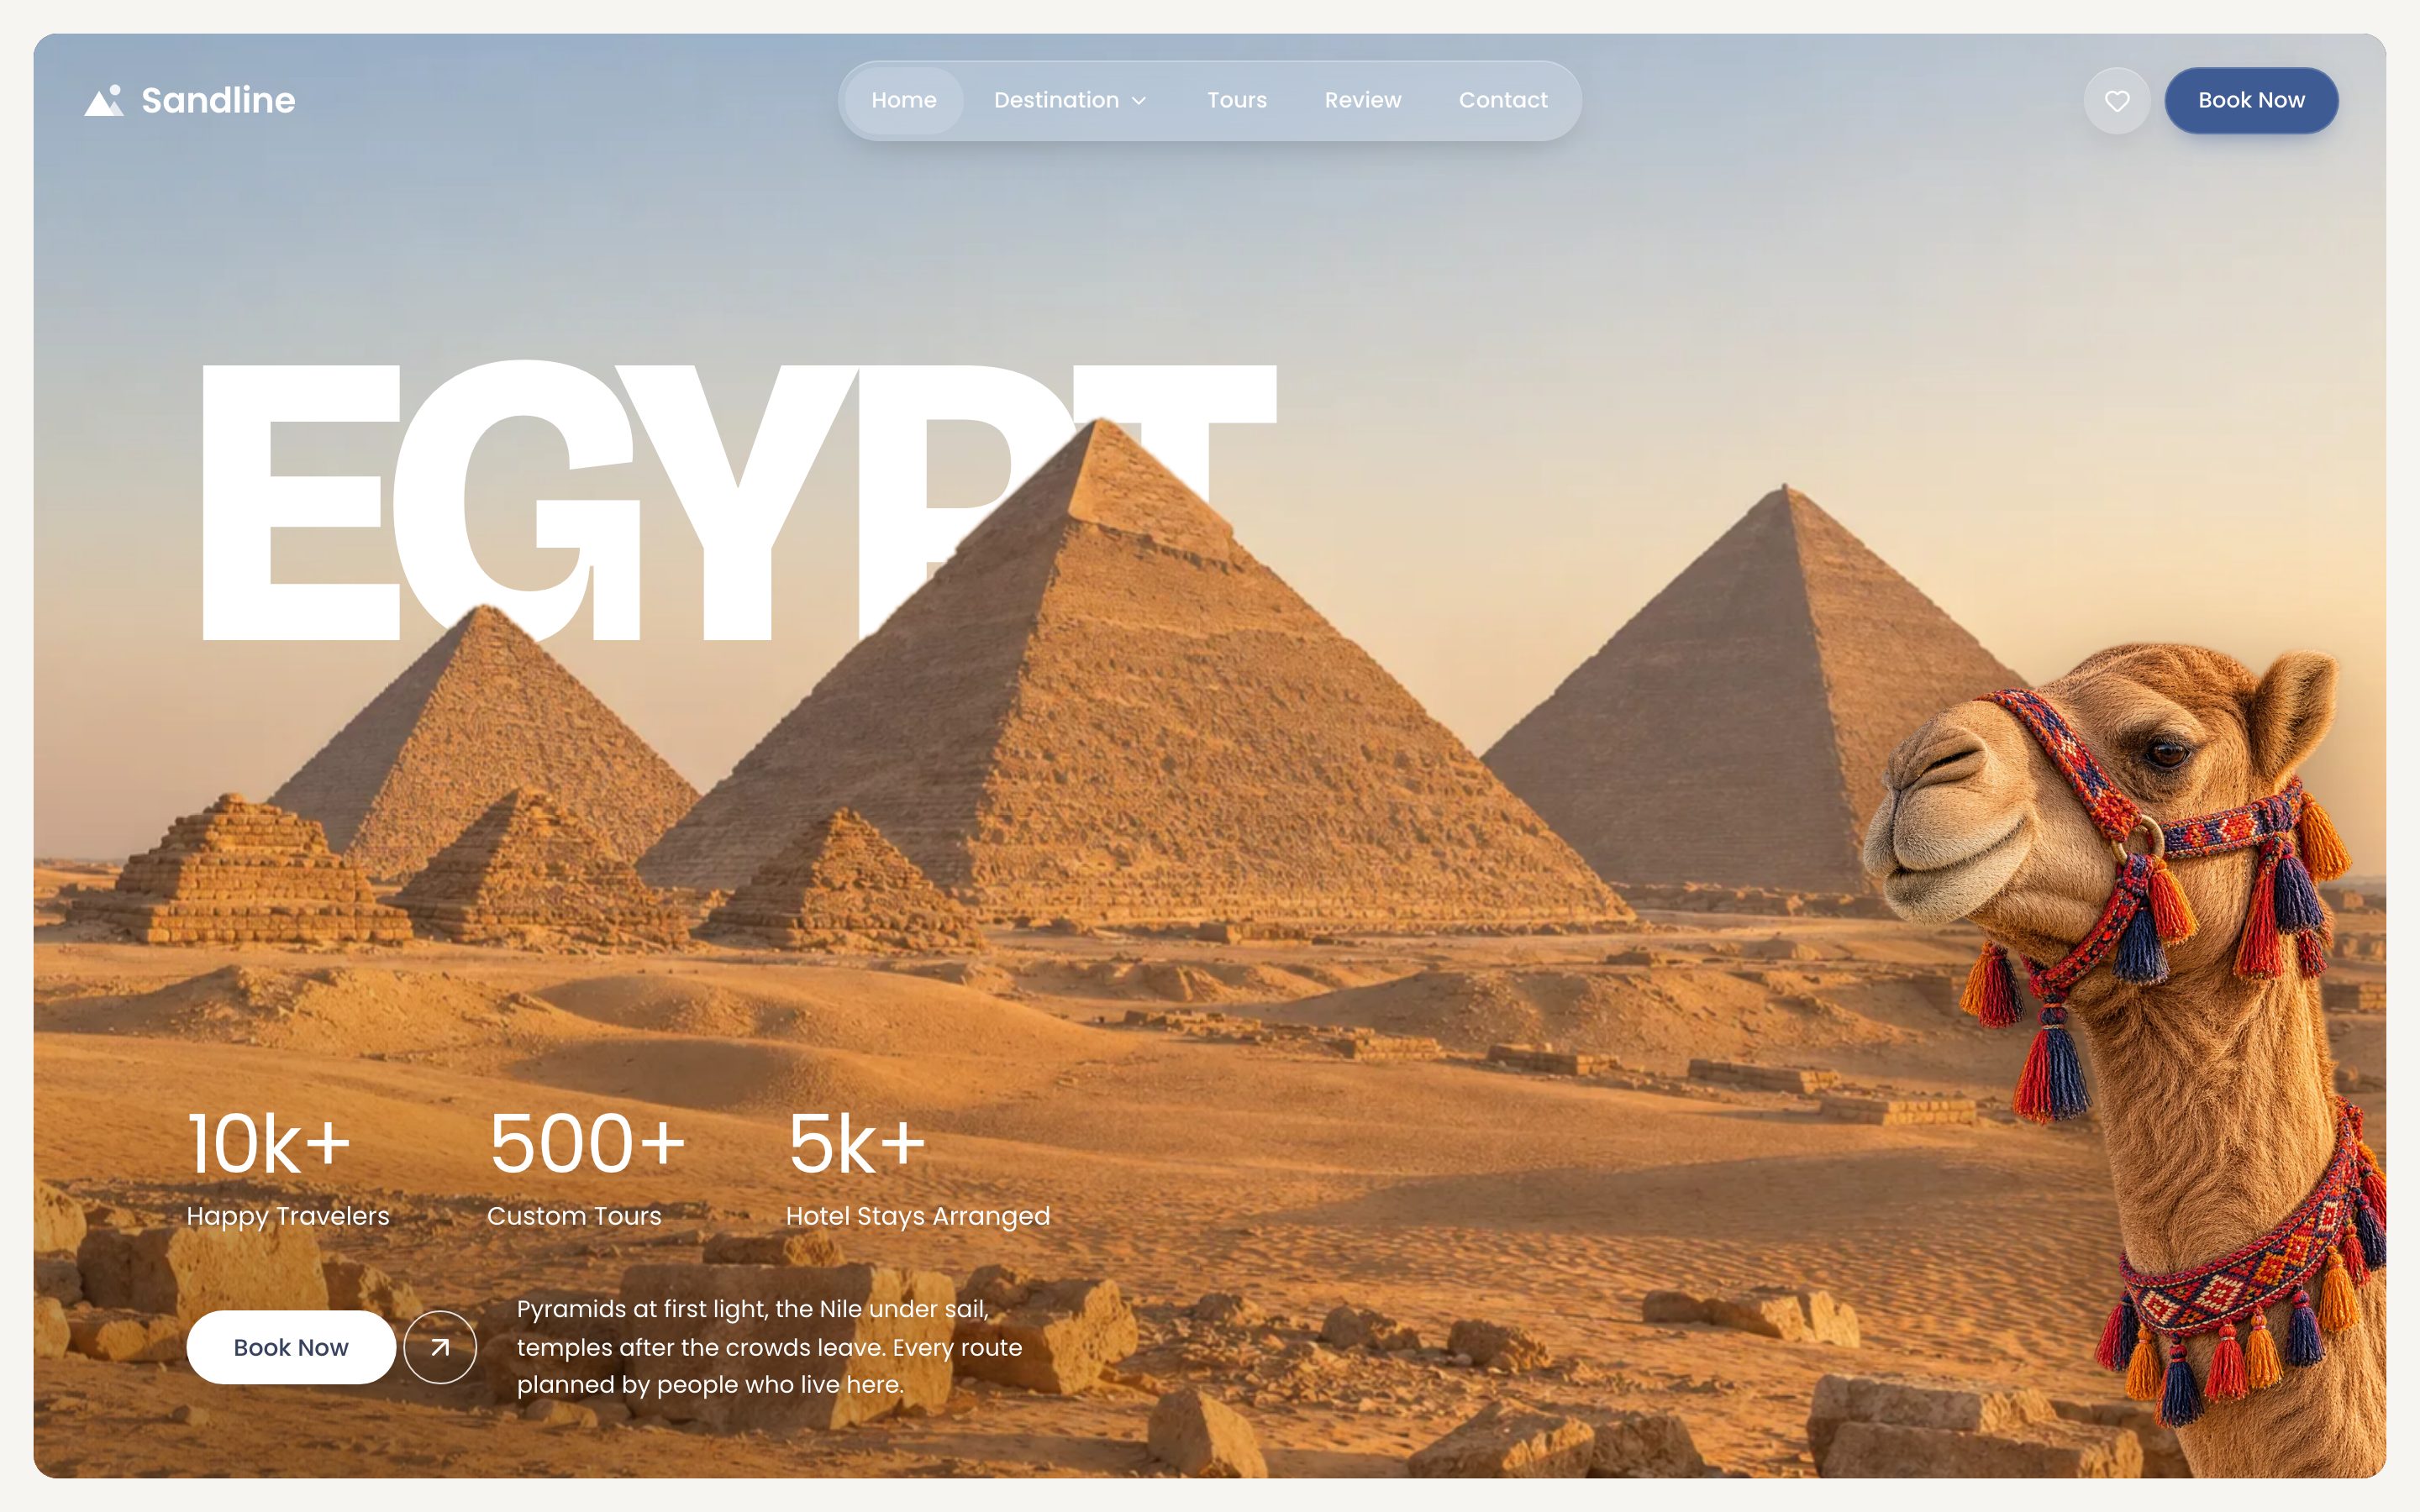 Sandline
Home
Destination
Tours
Review
Contact
Book Now
EGYPT
10k+
500+
5k+
Happy Travelers
Custom Tours
Hotel Stays Arranged
Book Now
Pyramids at first light, the Nile under sail,
temples after the crowds leave. Every route
planned by people who live here.